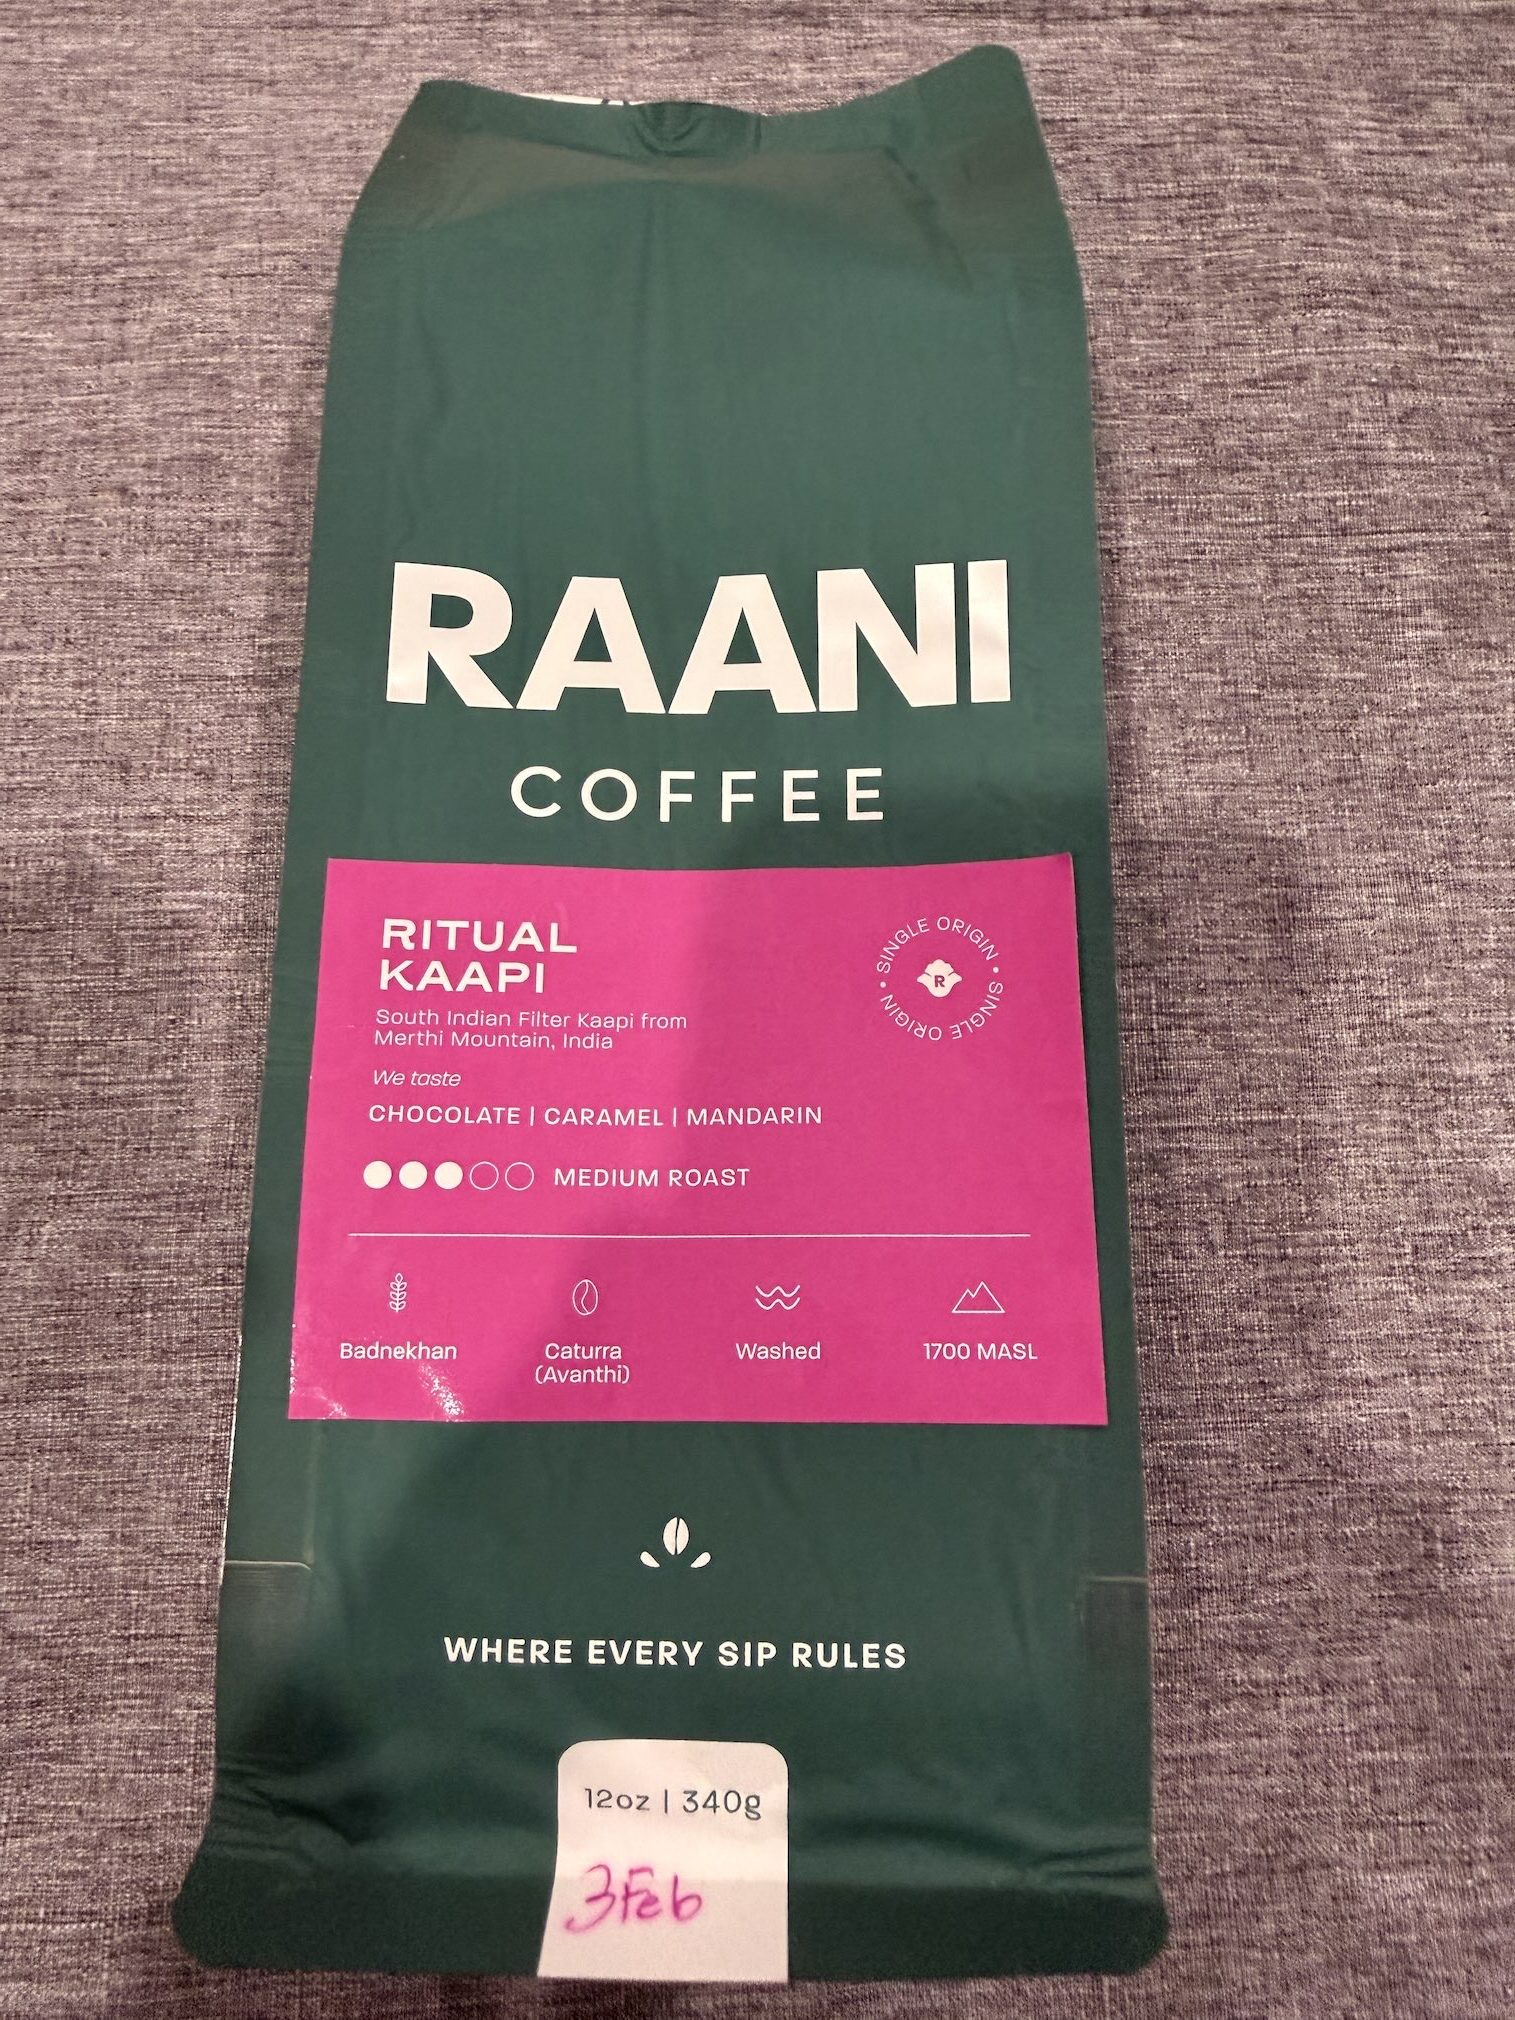 RAANI
COFFEE
RITUAL
KAAPI
South Indian Filter Kaapi from
Merthi Mountain, India
SINGLE ORIGIN • SINGLE ORIGIN •
R
We taste
CHOCOLATE | CARAMEL | MANDARIN
MEDIUM ROAST
Badnekhan
Caturra
(Avanthi)
Washed
1700 MASL
WHERE EVERY SIP RULES
12oz | 340g
3Feb